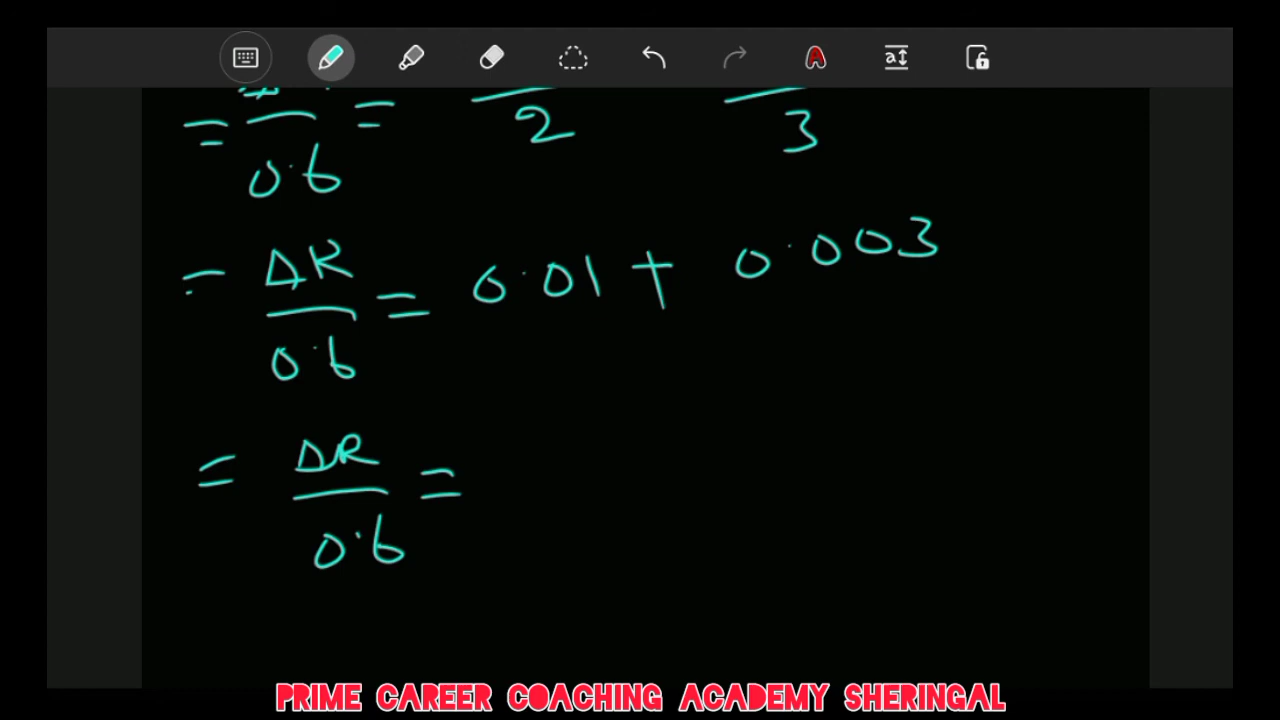 = /0.6 = /2 /3
= ΔR/0.6 = 0.01 + 0.003
= ΔR/0.6 =
PRIME CAREER COACHING ACADEMY SHERINGAL